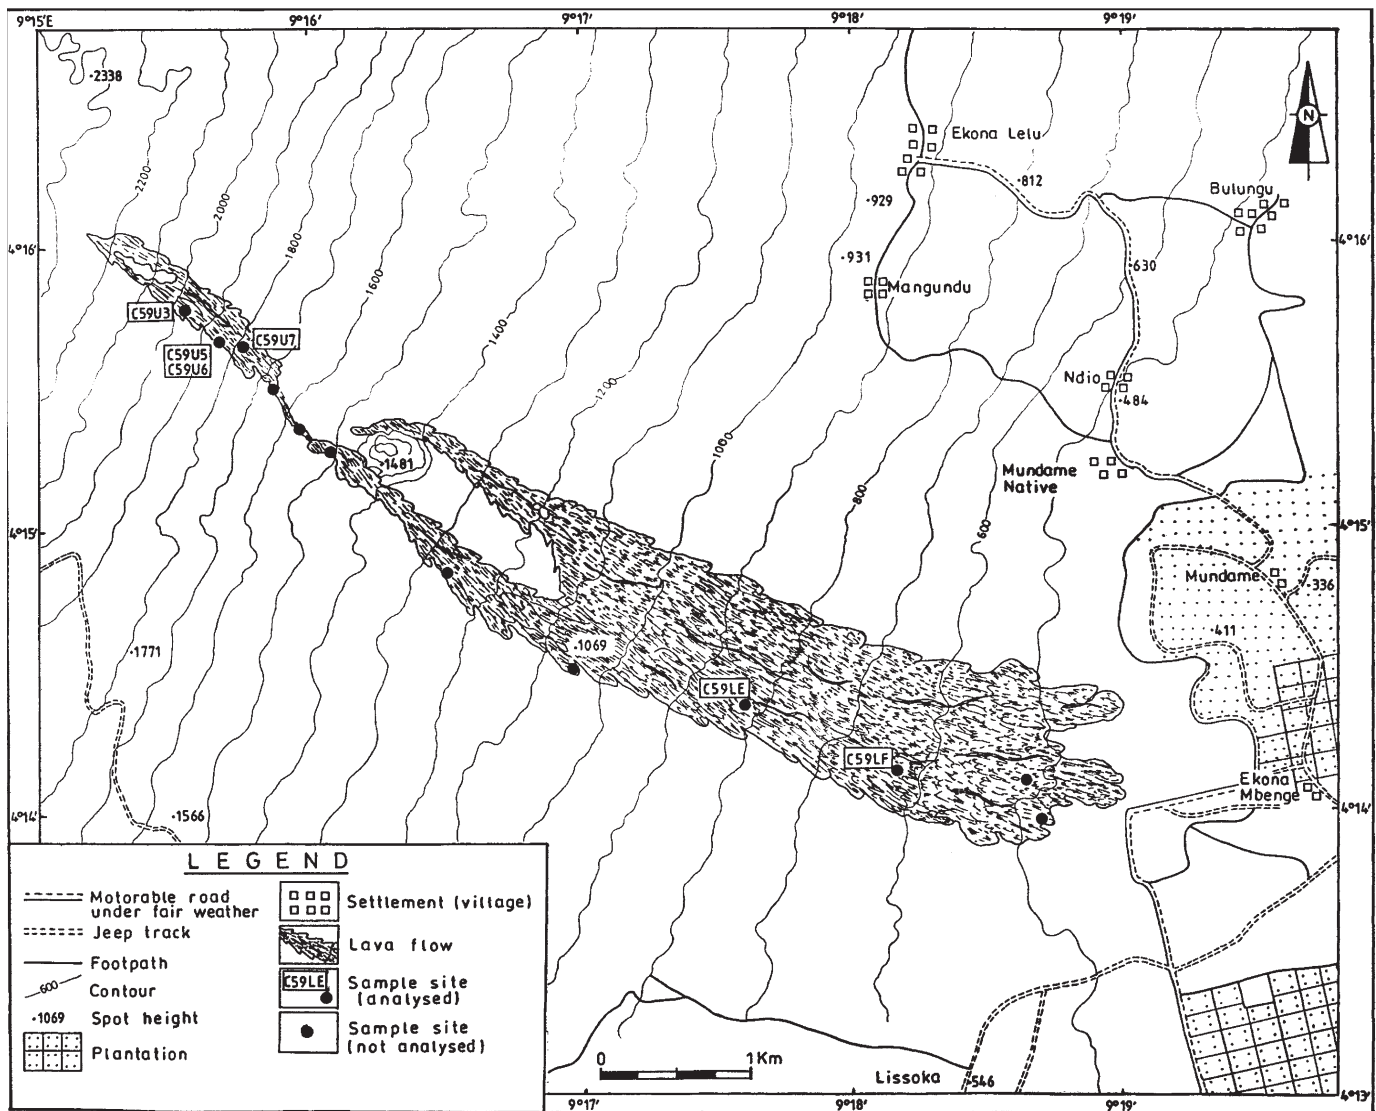 9°15'E
9°16'
9°17'
9°18'
9°19'
·2338
N
Ekona Lelu
·812
·929
Bulungu
2200
2000
1800
1600
1400
1200
1000
800
600
4°16'
4°16'
·931
·630
Mangundu
C59U3
C59U7
C59U5
C59U6
Ndio
·484
·1481
Mundame
Native
4°15'
4°15'
Mundame
·336
·411
·1771
·1069
C59LE
C59LF
Ekona
Mbenge
4°14'
4°14'
·1566
LEGEND
Motorable road
under fair weather
Jeep track
Footpath
600
Contour
·1069
Spot height
Plantation
Settlement (village)
Lava flow
C59LE
Sample site
(analysed)
Sample site
(not analysed)
0
1Km
Lissoka
·546
4°13'
9°17'
9°18'
9°19'